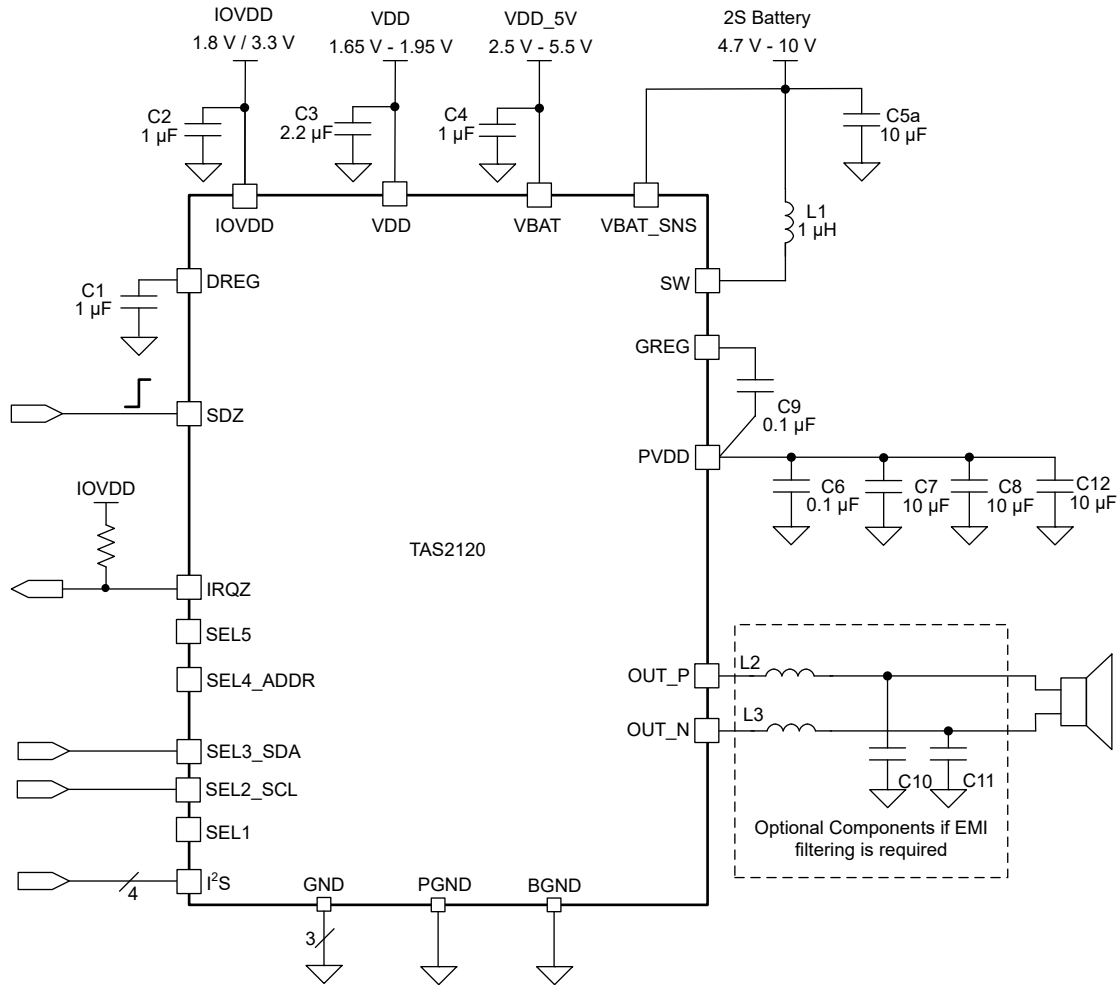 IOVDD
1.8 V / 3.3 V
VDD
1.65 V - 1.95 V
VDD_5V
2.5 V - 5.5 V
2S Battery
4.7 V - 10 V
C2
1 µF
C3
2.2 µF
C4
1 µF
C5a
10 µF
IOVDD
VDD
VBAT
VBAT_SNS
L1
1 µH
C1
1 µF
DREG
SW
GREG
C9
0.1 µF
SDZ
PVDD
C6
0.1 µF
C7
10 µF
C8
10 µF
C12
10 µF
IOVDD
TAS2120
IRQZ
SEL5
SEL4_ADDR
OUT_P
L2
OUT_N
L3
SEL3_SDA
SEL2_SCL
C10
C11
SEL1
Optional Components if EMI
filtering is required
I²S
4
GND
PGND
BGND
3